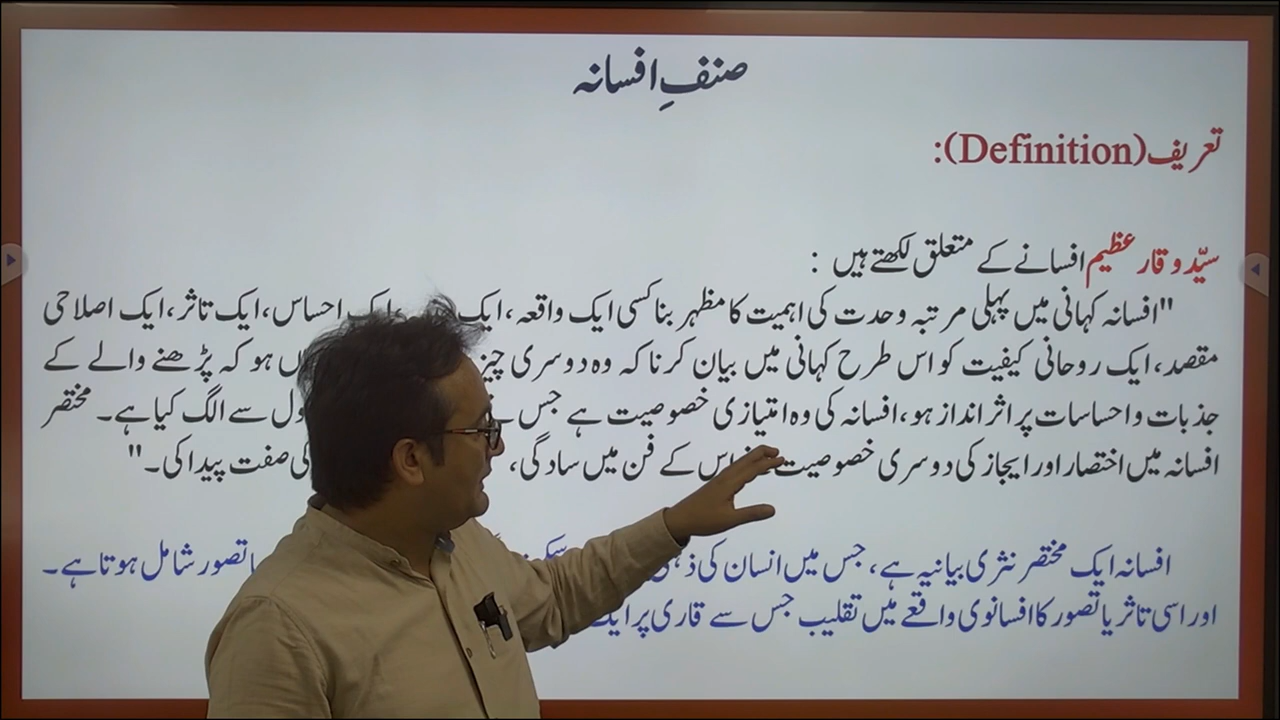 صنفِ افسانہ
تعریف (Definition):
سیّد وقار عظیم افسانے کے متعلق لکھتے ہیں :
"افسانہ کہانی میں پہلی مرتبہ وحدت کی اہمیت کا مظہر بنا کسی ایک واقعہ، ایک ایک احساس، ایک تاثر، ایک اصلاحی
مقصد، ایک روحانی کیفیت کو اس طرح کہانی میں بیان کرنا کہ وہ دوسری ہو کہ پڑھنے والے کے
جذبات و احساسات پر اثر انداز ہو، افسانہ کی وہ امتیازی خصوصیت ہے جس سے الگ کیا ہے۔ مختصر
افسانہ میں اختصار اور ایجاز کی دوسری خصوصیت اس کے فن میں سادگی، کی صفت پیدا کی۔"
افسانہ ایک مختصر نثری بیانیہ ہے، جس میں انسان کی تصور شامل ہوتا ہے۔
اور اسی تاثر یا تصور کا افسانوی واقعے میں تقلیب جس سے قاری پر ایک